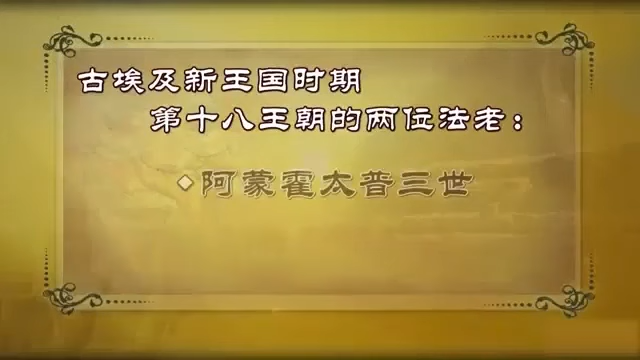 古埃及新王国时期
第十八王朝的两位法老：
阿蒙霍太普三世